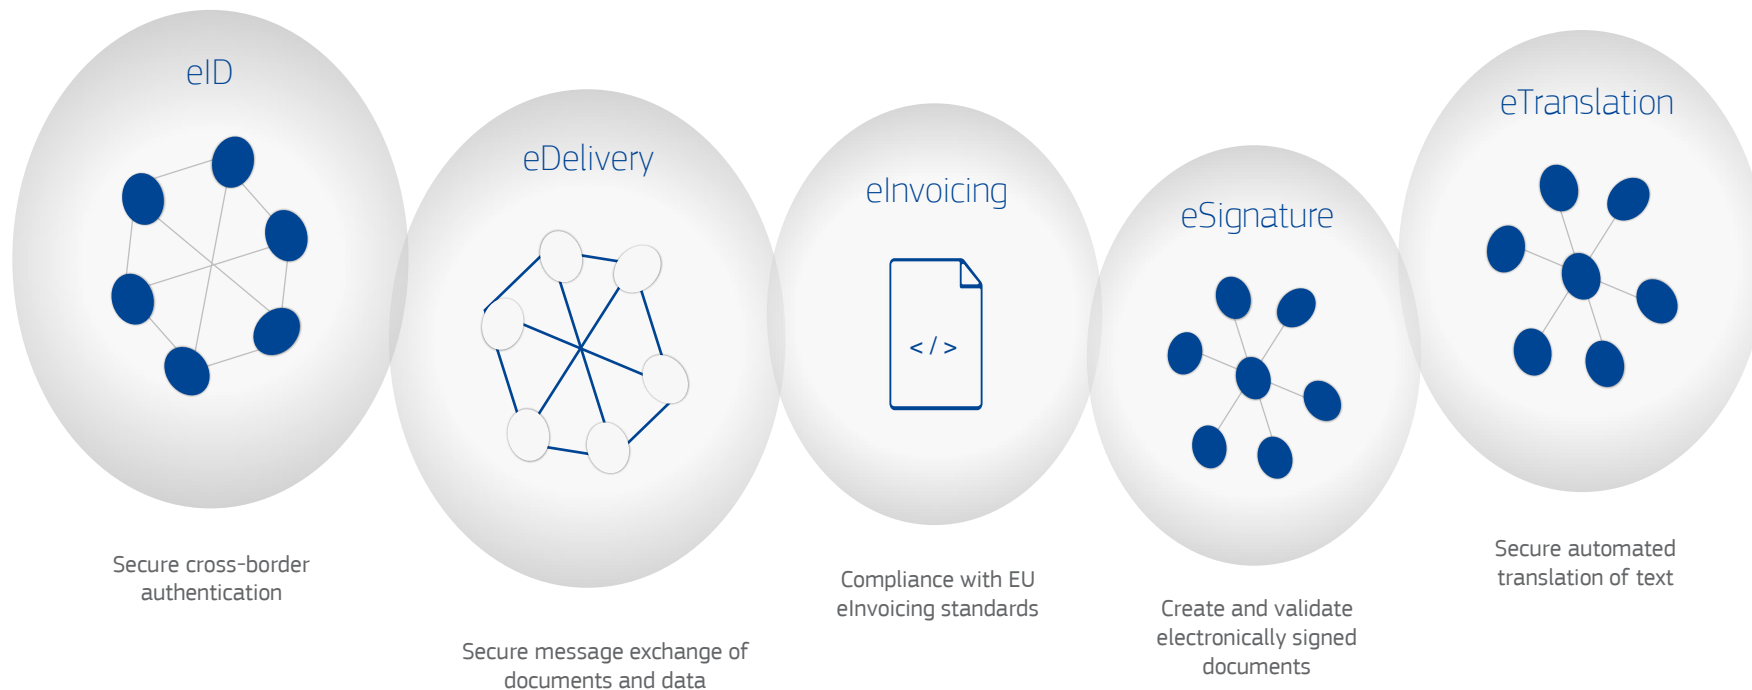 eID
Secure cross-border
authentication
eDelivery
Secure message exchange of
documents and data
eInvoicing
< / >
Compliance with EU
eInvoicing standards
eSignature
Create and validate
electronically signed
documents
eTranslation
Secure automated
translation of text